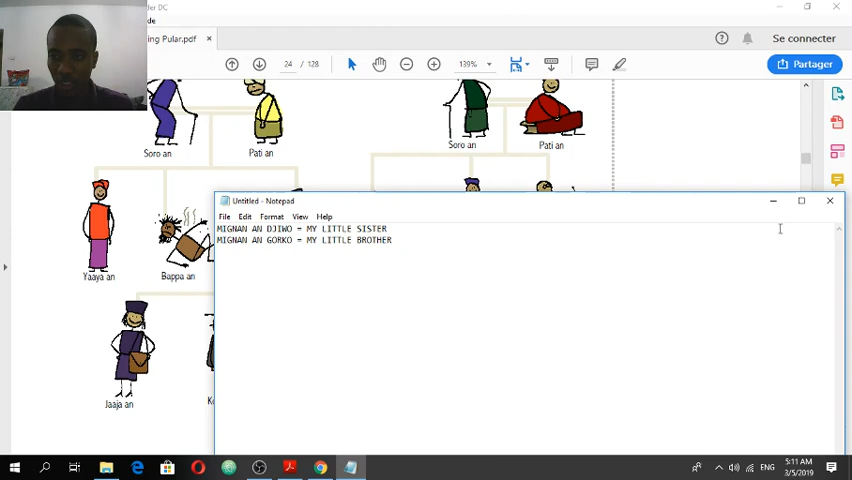 der DC
de
ing Pular.pdf ×
Se connecter
24 / 128
139%
Partager
Soro an
Pati an
Soro an
Pati an
Untitled - Notepad
File Edit Format View Help
MIGNAN AN DJIWO = MY LITTLE SISTER
MIGNAN AN GORKO = MY LITTLE BROTHER
Yaaya an
Bappa an
Jaaja an
ENG
5:11 AM
3/5/2019